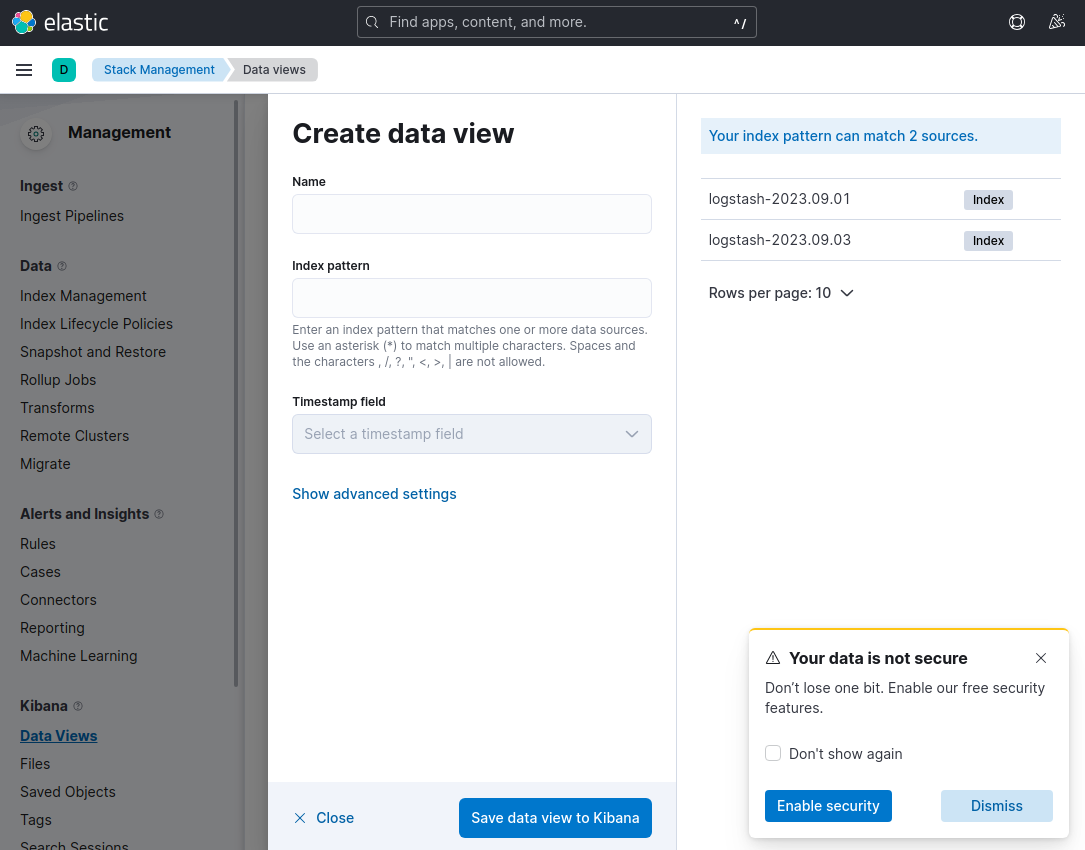 elastic
Find apps, content, and more.
^ /
D
Stack Management
Data views
Management
Ingest
Ingest Pipelines
Data
Index Management
Index Lifecycle Policies
Snapshot and Restore
Rollup Jobs
Transforms
Remote Clusters
Migrate
Alerts and Insights
Rules
Cases
Connectors
Reporting
Machine Learning
Kibana
Data Views
Files
Saved Objects
Tags
Search Sessions
Create data view
Name
Index pattern
Enter an index pattern that matches one or more data sources.
Use an asterisk (*) to match multiple characters. Spaces and
the characters , /, ?, ", <, >, | are not allowed.
Timestamp field
Select a timestamp field
Show advanced settings
Close
Save data view to Kibana
Your index pattern can match 2 sources.
logstash-2023.09.01 Index
logstash-2023.09.03 Index
Rows per page: 10
Your data is not secure
Don’t lose one bit. Enable our free security
features.
Don't show again
Enable security
Dismiss